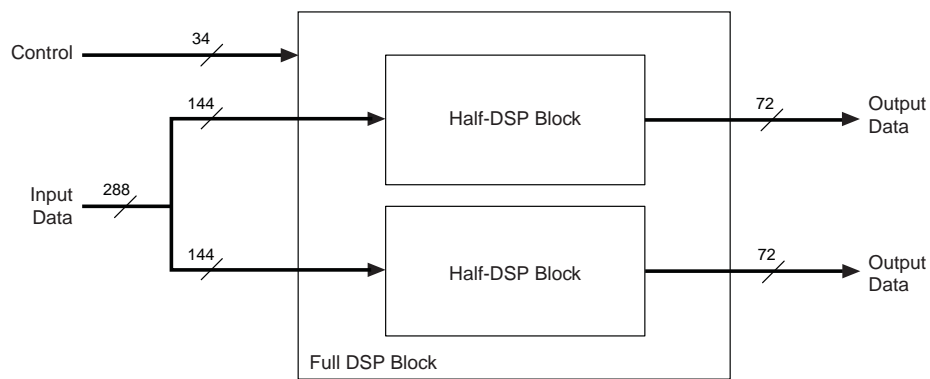 34
Control
144
Half-DSP Block
72
Output
Data
288
Input
Data
144
Half-DSP Block
72
Output
Data
Full DSP Block